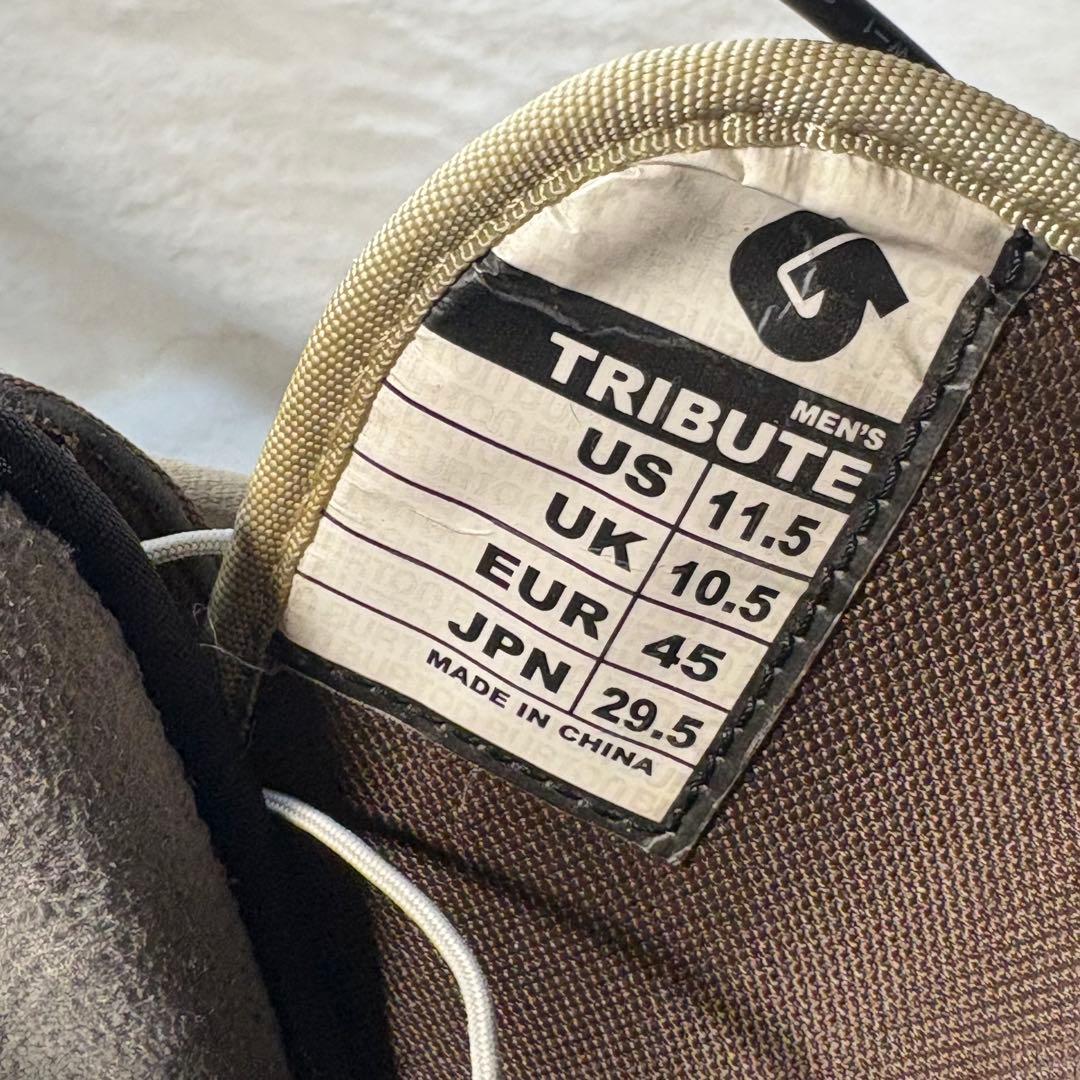 MEN'S
TRIBUTE
US 11.5
UK 10.5
EUR 45
JPN 29.5
MADE IN CHINA